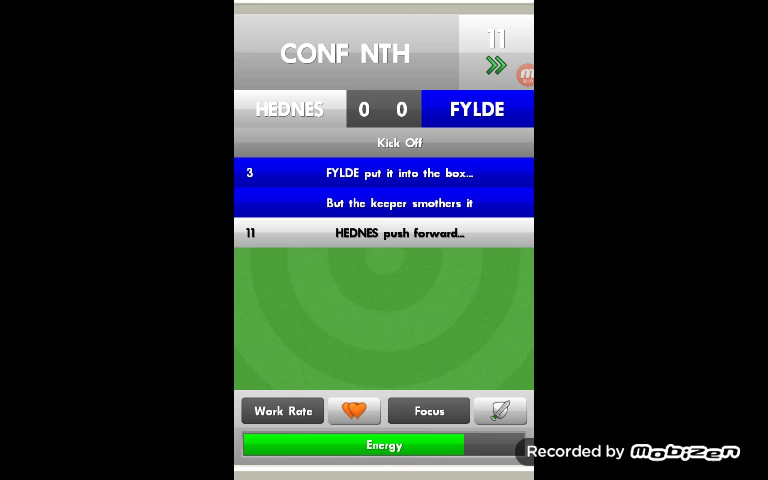 CONF NTH
11
HEDNES 0 0 FYLDE
Kick Off
3 FYLDE put it into the box...
But the keeper smothers it
11 HEDNES push forward...
Work Rate
Focus
Energy
Recorded by Mobizen